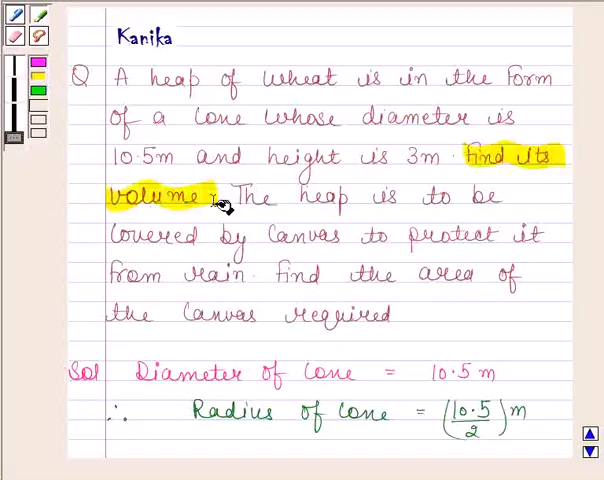 Kanika
Q A heap of wheat is in the form
of a cone whose diameter is
10.5m and height is 3m. find its
volume. The heap is to be
covered by canvas to protect it
from rain. find the area of
the canvas required
Sol Diameter of cone = 10.5 m
∴ Radius of cone = (10.5/2) m